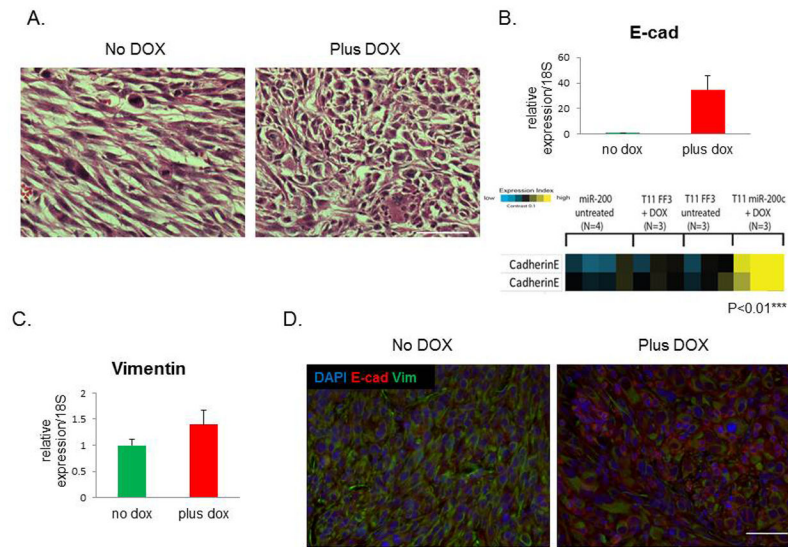 A.
No DOX
Plus DOX
B.
E-cad
relative
expression/18S
60
40
20
0
no dox
plus dox
Expression Index
low
high
Contrast 0.1
miR-200
untreated
(N=4)
T11 FF3
+ DOX
(N=3)
T11 FF3
untreated
(N=3)
T11 miR-200c
+ DOX
(N=3)
CadherinE
CadherinE
P<0.01***
C.
Vimentin
relative
expression/18S
2
1.5
1
0.5
0
no dox
plus dox
D.
No DOX
Plus DOX
DAPI E-cad Vim